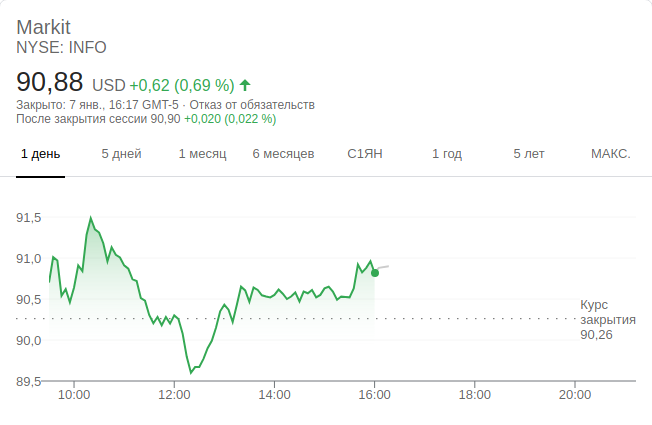 Markit
NYSE: INFO
90,88 USD +0,62 (0,69 %)
Закрыто: 7 янв., 16:17 GMT-5 · Отказ от обязательств
После закрытия сессии 90,90 +0,020 (0,022 %)
1 день 5 дней 1 месяц 6 месяцев С1ЯН 1 год 5 лет МАКС.
91,5
91,0
90,5
90,0
89,5
Курс
закрытия
90,26
10:00 12:00 14:00 16:00 18:00 20:00